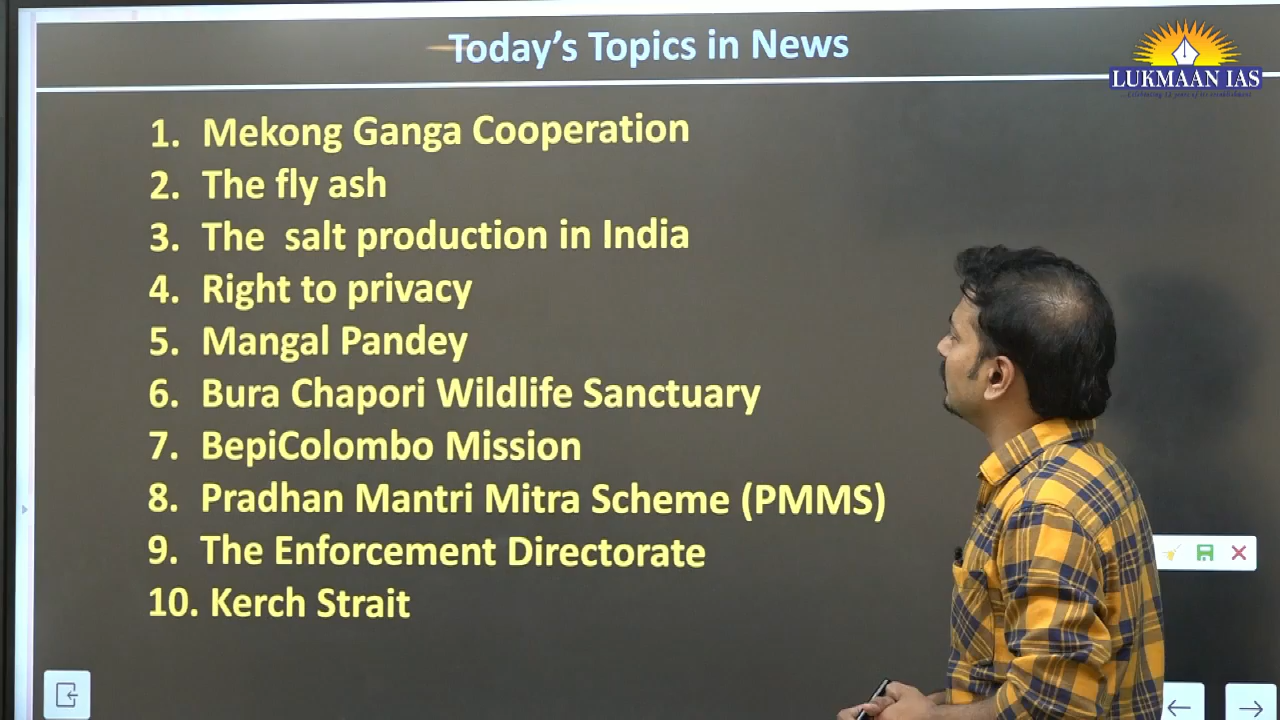 Today's Topics in News
LUKMAAN IAS
1. Mekong Ganga Cooperation
2. The fly ash
3. The salt production in India
4. Right to privacy
5. Mangal Pandey
6. Bura Chapori Wildlife Sanctuary
7. BepiColombo Mission
8. Pradhan Mantri Mitra Scheme (PMMS)
9. The Enforcement Directorate
10. Kerch Strait